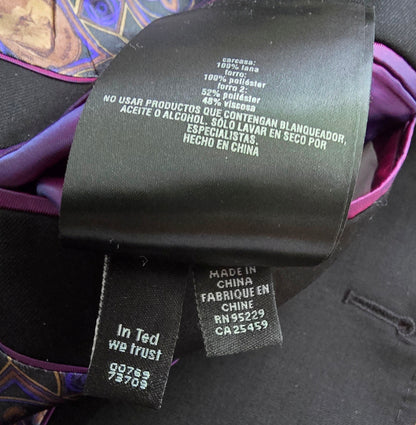 carcasa:
100% lana
forro:
100% poliéster
forro 2:
52% poliéster
48% viscosa
NO USAR PRODUCTOS QUE CONTENGAN BLANQUEADOR,
ACEITE O ALCOHOL. SOLO LAVAR EN SECO POR
ESPECIALISTAS.
HECHO EN CHINA
In Ted
we trust
00769
73709
MADE IN
CHINA
FABRIQUE EN
CHINE
RN 95229
CA 25459